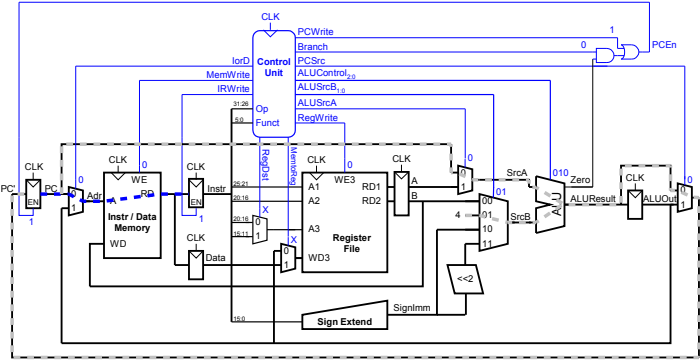 CLK
PCWrite
1
Branch
0
PCEn
IorD
Control
Unit
PCSrc
MemWrite
ALUControl2:0
IRWrite
ALUSrcB1:0
31:26
Op
ALUSrcA
5:0
Funct
RegWrite
RegDst
MemtoReg
CLK
CLK
CLK
CLK
CLK
CLK
0
0
WE
1
WE3
0
0
010
0
PC'
PC
EN
0
1
Adr
A
RD
EN
Instr
25:21
A1
RD1
A
0
1
SrcA
Zero
20:16
A2
RD2
B
00
01
4
01
10
11
SrcB
ALU
ALUResult
ALUOut
0
1
1
1
Instr / Data
Memory
WD
20:16
15:11
X
0
1
A3
Register
File
X
0
1
WD3
CLK
Data
<<2
SignImm
15:0
Sign Extend